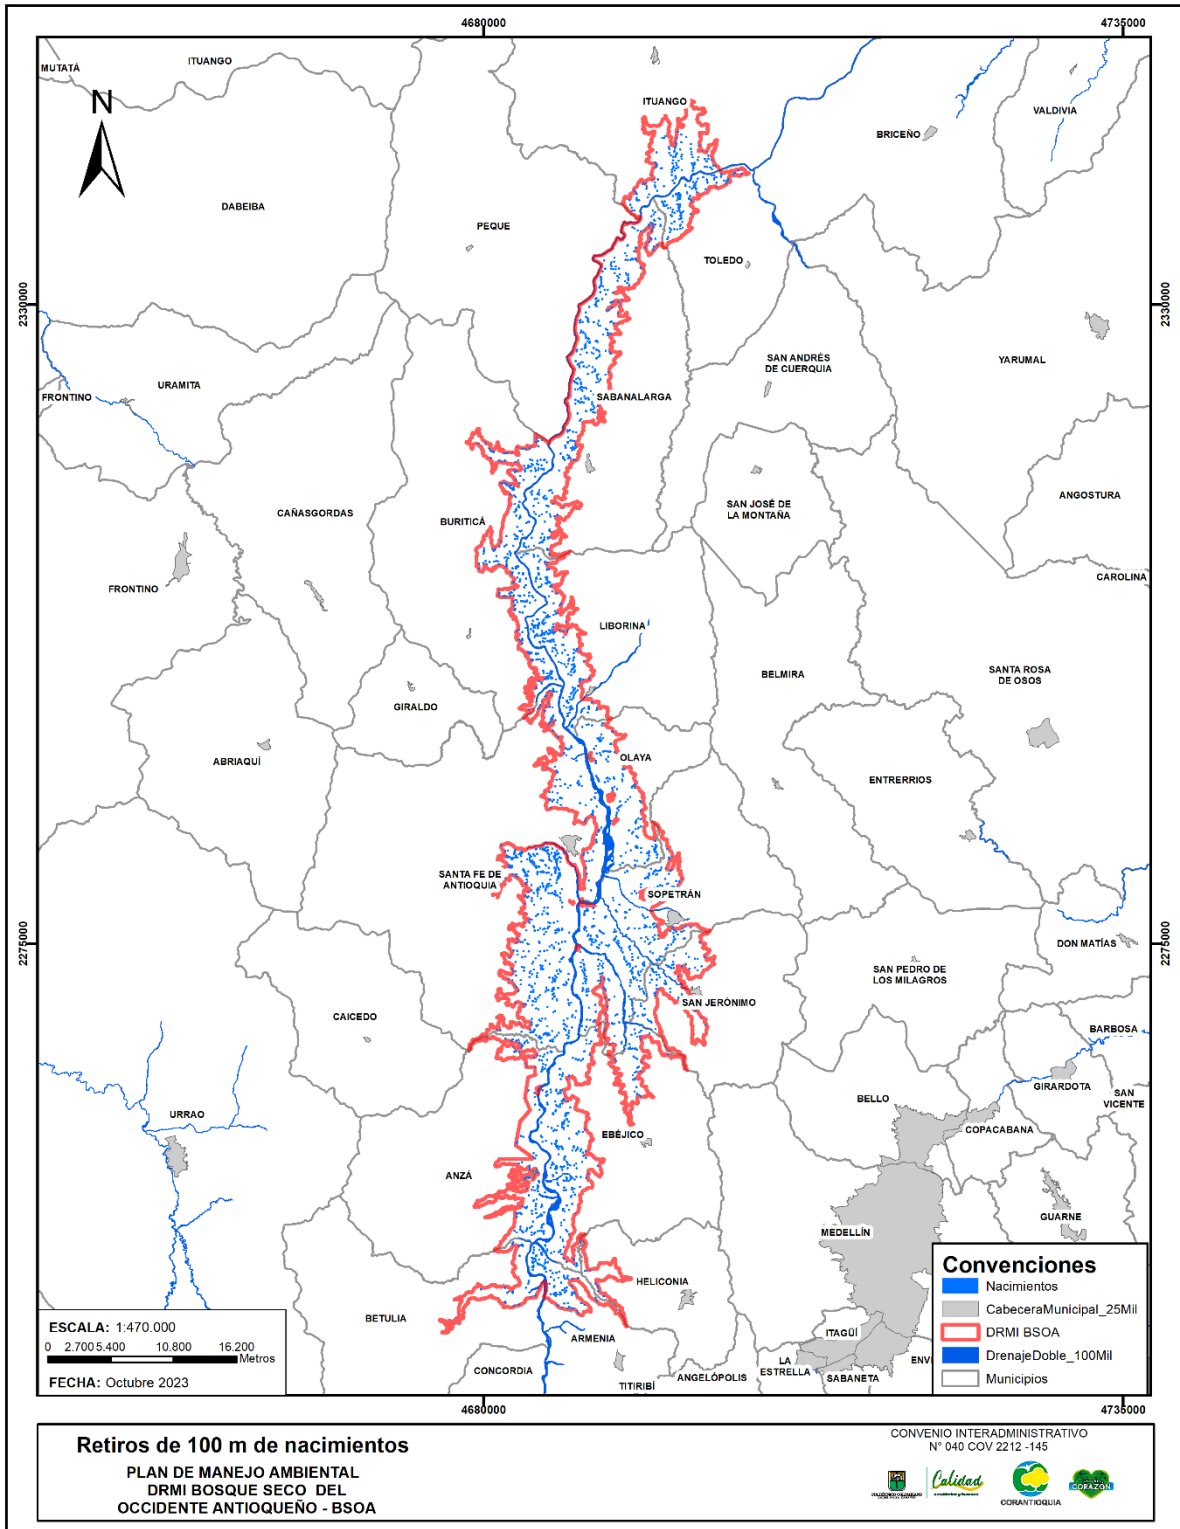 4680000
4735000
MUTATÁ
ITUANGO
N
ITUANGO
VALDIVIA
BRICEÑO
DABEIBA
PEQUE
TOLEDO
2330000
2330000
SAN ANDRÉS
DE CUERQUIA
YARUMAL
URAMITA
FRONTINO
SABANALARGA
ANGOSTURA
SAN JOSÉ DE
LA MONTAÑA
CAÑASGORDAS
BURITICÁ
CAROLINA
FRONTINO
LIBORINA
BELMIRA
SANTA ROSA
DE OSOS
GIRALDO
ABRIAQUÍ
OLAYA
ENTRERRIOS
SANTA FE DE
ANTIOQUIA
SOPETRÁN
2275000
2275000
DON MATÍAS
SAN PEDRO DE
LOS MILAGROS
SAN JERÓNIMO
CAICEDO
BARBOSA
GIRARDOTA
SAN
VICENTE
BELLO
URRAO
COPACABANA
EBÉJICO
ANZÁ
GUARNE
MEDELLÍN
HELICONIA
BETULIA
ARMENIA
ITAGÜÍ
LA
ESTRELLA
ENVI
SABANETA
CONCORDIA
TITIRIBÍ
ANGELÓPOLIS
Convenciones
Nacimientos
CabeceraMunicipal_25Mil
DRMI BSOA
DrenajeDoble_100Mil
Municipios
ESCALA: 1:470.000
0 2.700 5.400 10.800 16.200
Metros
FECHA: Octubre 2023
4680000
4735000
Retiros de 100 m de nacimientos
PLAN DE MANEJO AMBIENTAL
DRMI BOSQUE SECO DEL
OCCIDENTE ANTIOQUEÑO - BSOA
CONVENIO INTERADMINISTRATIVO
N° 040 COV 2212 -145
Calidad
CORANTIOQUIA
CORAZÓN